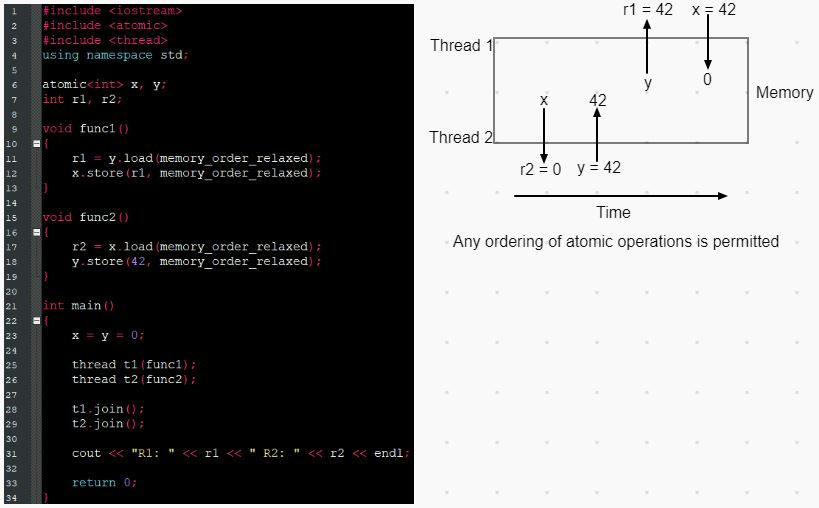 1 #include <iostream>
2 #include <atomic>
3 #include <thread>
4 using namespace std;
5
6 atomic<int> x, y;
7 int r1, r2;
8
9 void func1()
10 {
11 r1 = y.load(memory_order_relaxed);
12 x.store(r1, memory_order_relaxed);
13 }
14
15 void func2()
16 {
17 r2 = x.load(memory_order_relaxed);
18 y.store(42, memory_order_relaxed);
19 }
20
21 int main()
22 {
23 x = y = 0;
24
25 thread t1(func1);
26 thread t2(func2);
27
28 t1.join();
29 t2.join();
30
31 cout << "R1: " << r1 << " R2: " << r2 << endl;
32
33 return 0;
34 }
r1 = 42 x = 42
Thread 1
y 0
Memory
x 42
Thread 2
r2 = 0 y = 42
Time
Any ordering of atomic operations is permitted